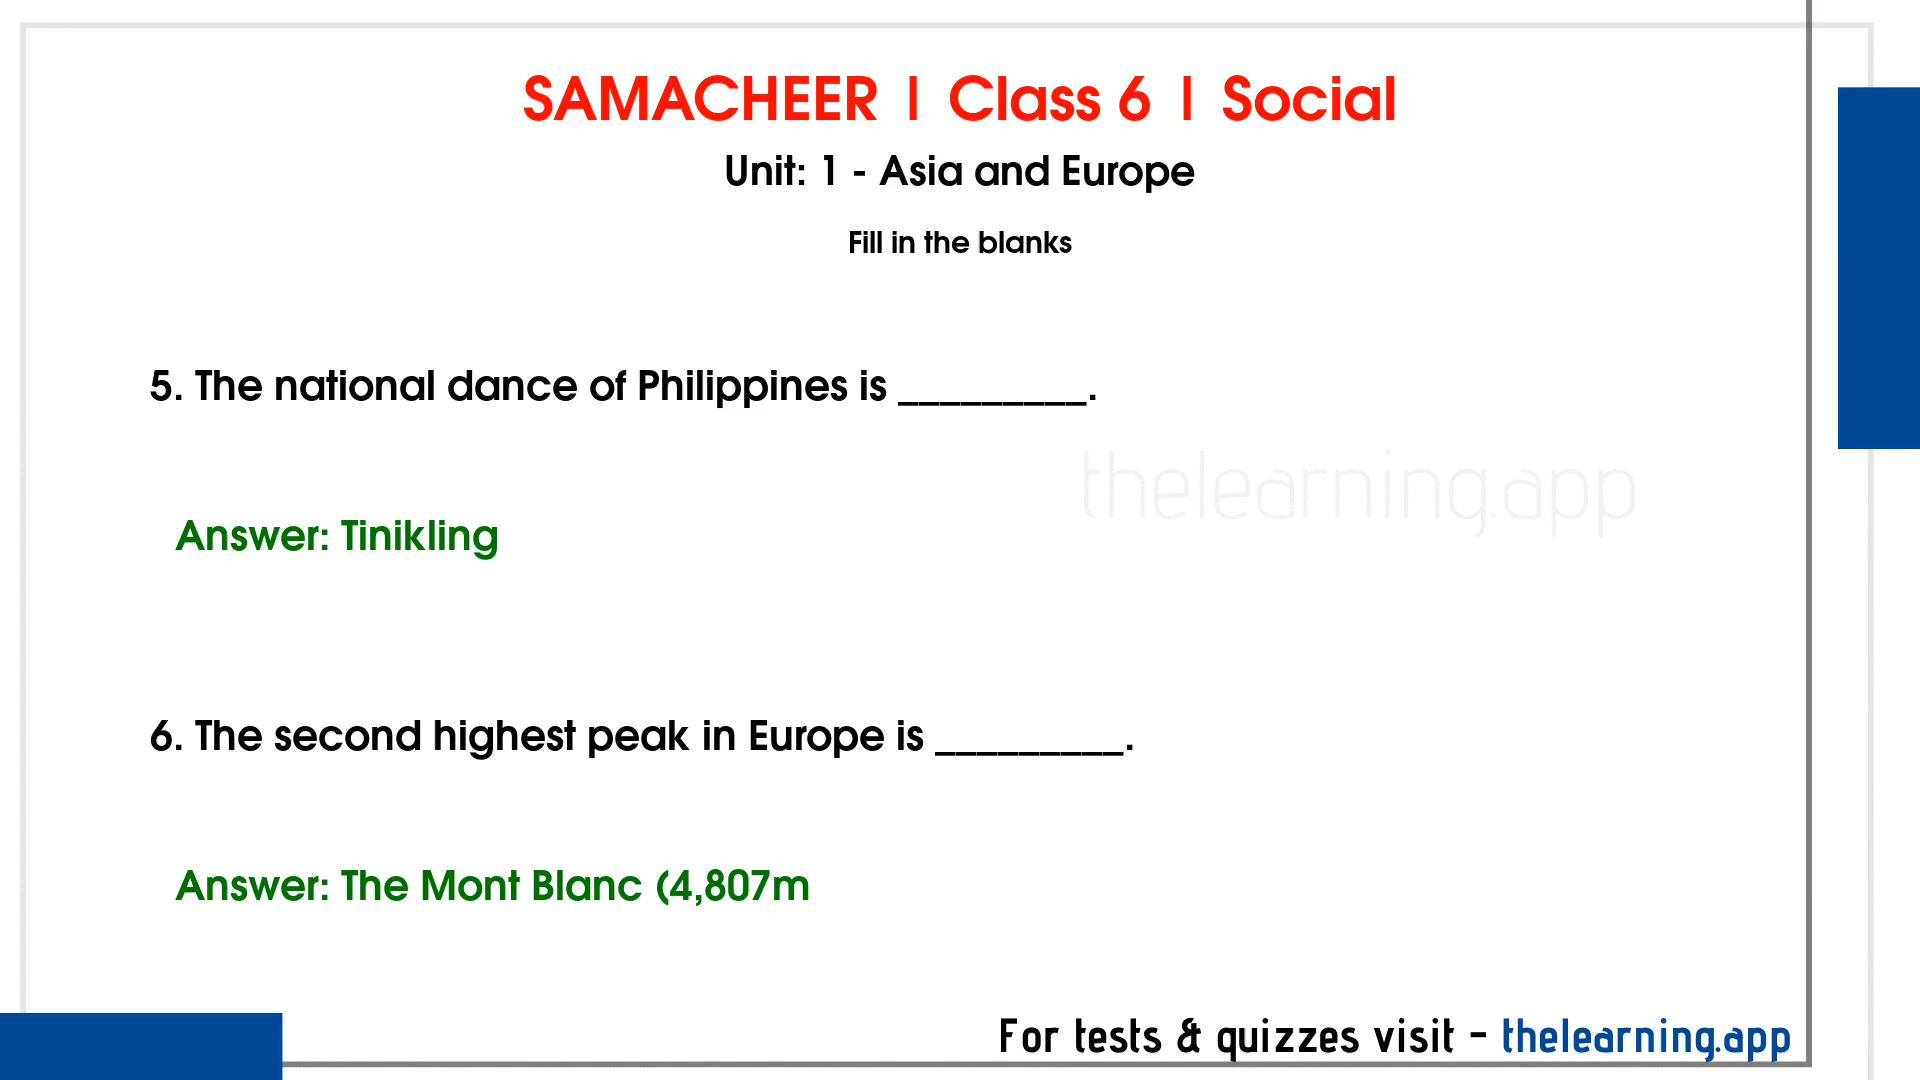 SAMACHEER | Class 6 | Social
Unit: 1 - Asia and Europe
Fill in the blanks
5. The national dance of Philippines is _________.
thelearning.app
Answer: Tinikling
6. The second highest peak in Europe is _________.
Answer: The Mont Blanc (4,807m
For tests & quizzes visit - thelearning.app